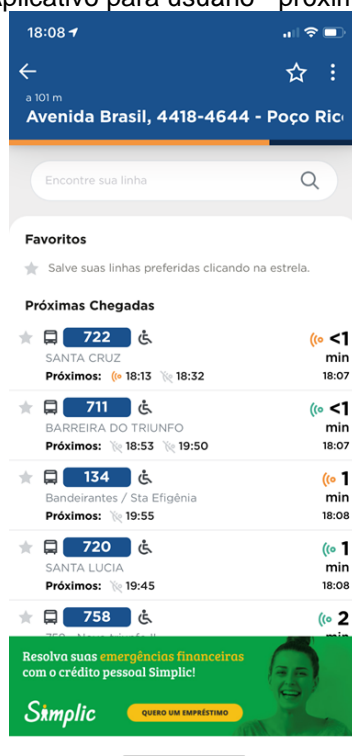 18:08
a 101 m
Avenida Brasil, 4418-4644 - Poço Ric
Encontre sua linha
Favoritos
Salve suas linhas preferidas clicando na estrela.
Próximas Chegadas
722 <1
SANTA CRUZ min
Próximos: 18:13 18:32 18:07
711 <1
BARREIRA DO TRIUNFO min
Próximos: 18:53 19:50 18:07
134 1
Bandeirantes / Sta Efigênia min
Próximos: 19:55 18:08
720 1
SANTA LUCIA min
Próximos: 19:45 18:08
758 2
Resolva suas emergências financeiras
com o crédito pessoal Simplic!
Simplic QUERO UM EMPRÉSTIMO